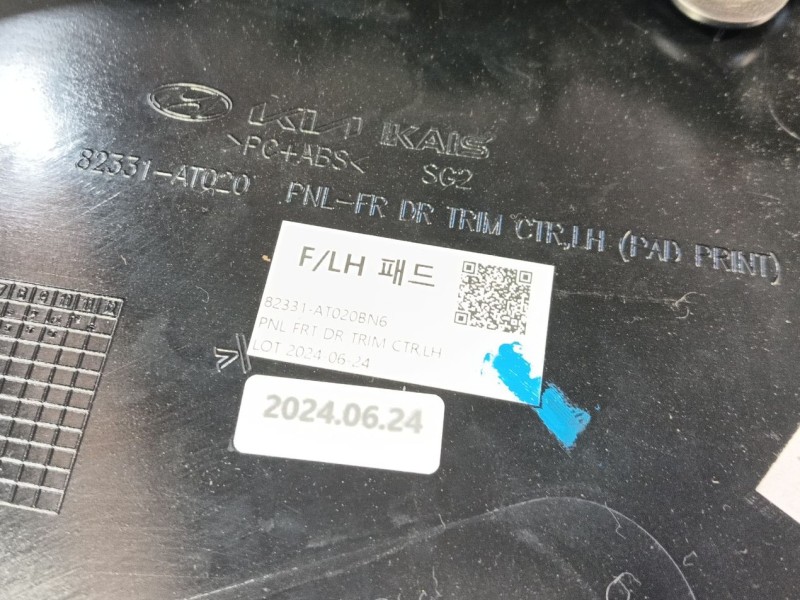 KIA KAIS
>PC+ABS< SG2
82331-AT020 PNL-FR DR TRIM CTR,LH (PAD PRINT)
F/LH 패드
82331-AT020BN6
PNL FRT DR TRIM CTR,LH
LOT 2024-06-24
2024.06.24